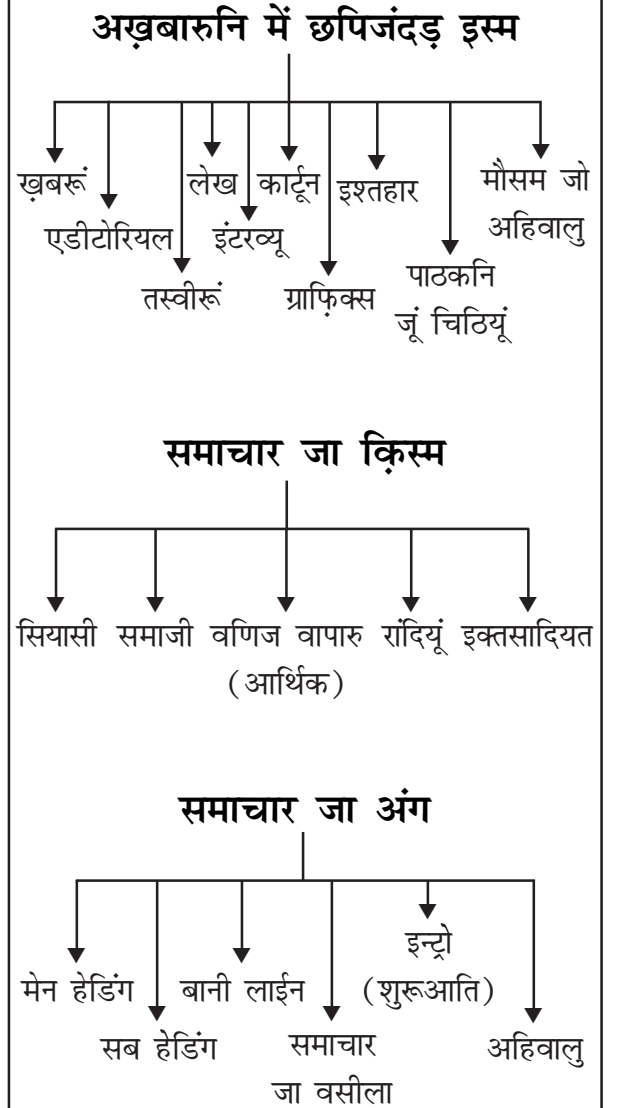 अख़बारुनि में छपिजंदड़ इस्म
ख़बरूं
एडीटोरियल
तस्वीरूं
लेख
इंटरव्यू
कार्टून
ग्राफ़िक्स
इश्तहार
पाठकनि
जूं चिठियूं
मौसम जो
अहिवालु
समाचार जा क़िस्म
सियासी
समाजी
वणिज वापारु
(आर्थिक)
रांदियूं
इक्तसादियत
समाचार जा अंग
मेन हेडिंग
सब हेडिंग
बानी लाईन
समाचार
जा वसीला
इन्ट्रो
(शुरूआति)
अहिवालु